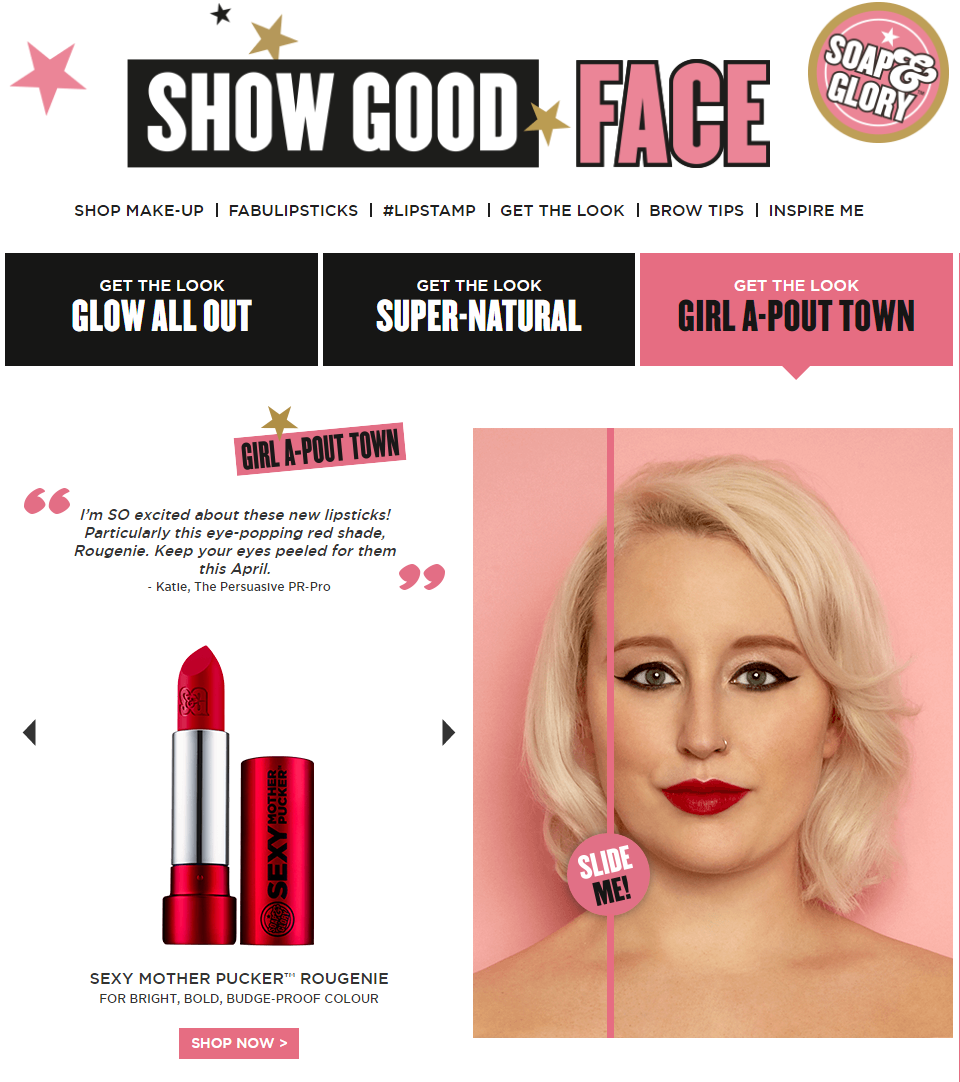 SHOW GOOD FACE
SOAP &
GLORY™
SHOP MAKE-UP | FABULIPSTICKS | #LIPSTAMP | GET THE LOOK | BROW TIPS | INSPIRE ME
GET THE LOOK
GLOW ALL OUT
GET THE LOOK
SUPER-NATURAL
GET THE LOOK
GIRL A-POUT TOWN
GIRL A-POUT TOWN
“I'm SO excited about these new lipsticks!
Particularly this eye-popping red shade,
Rougenie. Keep your eyes peeled for them
this April.”
- Katie, The Persuasive PR-Pro
SEXY MOTHER PUCKER
SLIDE
ME!
SEXY MOTHER PUCKER™ ROUGENIE
FOR BRIGHT, BOLD, BUDGE-PROOF COLOUR
SHOP NOW >